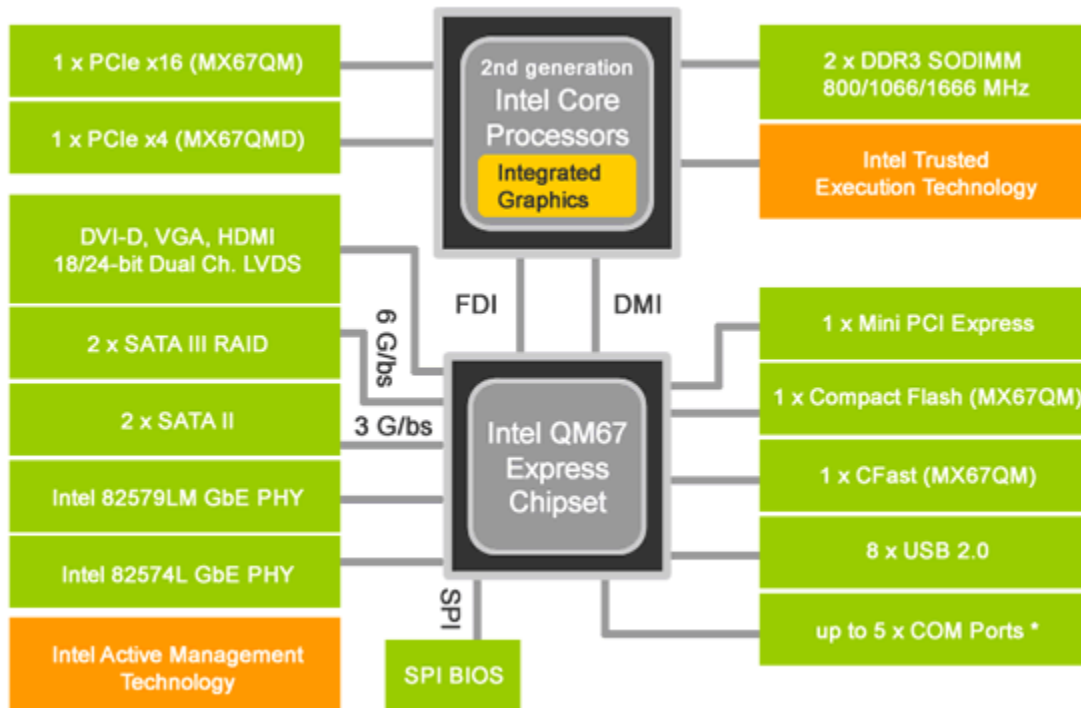 1 x PCIe x16 (MX67QM)
1 x PCIe x4 (MX67QMD)
DVI-D, VGA, HDMI
18/24-bit Dual Ch. LVDS
2 x SATA III RAID
2 x SATA II
Intel 82579LM GbE PHY
Intel 82574L GbE PHY
Intel Active Management
Technology
2nd generation
Intel Core
Processors
Integrated
Graphics
FDI
DMI
6 G/bs
3 G/bs
Intel QM67
Express
Chipset
SPI
SPI BIOS
2 x DDR3 SODIMM
800/1066/1666 MHz
Intel Trusted
Execution Technology
1 x Mini PCI Express
1 x Compact Flash (MX67QM)
1 x CFast (MX67QM)
8 x USB 2.0
up to 5 x COM Ports *